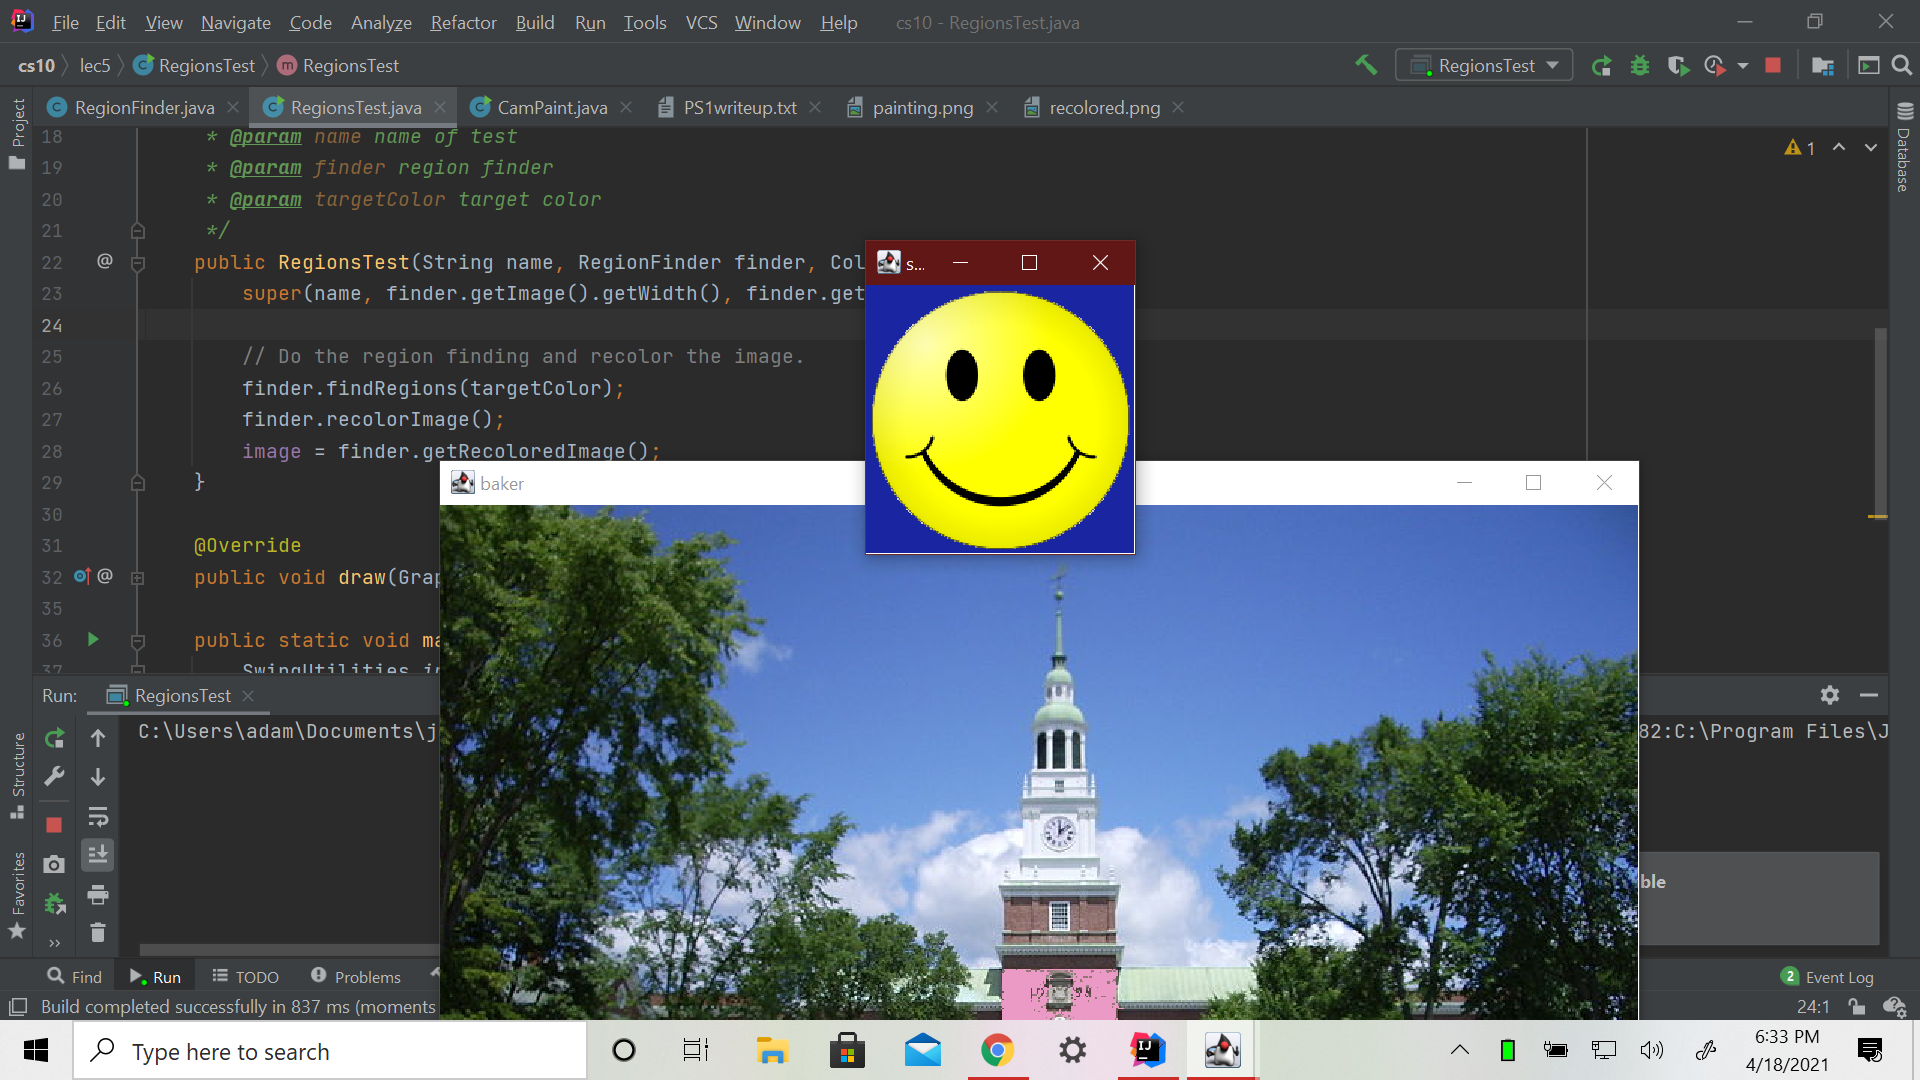 File Edit View Navigate Code Analyze Refactor Build Run Tools VCS Window Help cs10 - RegionsTest.java
cs10 lec5 RegionsTest RegionsTest RegionsTest
RegionFinder.java RegionsTest.java CamPaint.java PS1writeup.txt painting.png recolored.png
Project
Database
18 * @param name name of test
1
19 * @param finder region finder
20 * @param targetColor target color
21 */
22 @ public RegionsTest(String name, RegionFinder finder, Col
s...
23 super(name, finder.getImage().getWidth(), finder.get
24
25 // Do the region finding and recolor the image.
26 finder.findRegions(targetColor);
27 finder.recolorImage();
28 image = finder.getRecoloredImage();
29 }
baker
30
31 @Override
32 @ public void draw(Grap
35
36 public static void ma
37 SwingUtilities.i
Run: RegionsTest
C:\Users\adam\Documents\j
82:C:\Program Files\J
Structure
Favorites
ble
Find Run TODO Problems
2 Event Log
Build completed successfully in 837 ms (moments
24:1
Type here to search
6:33 PM
4/18/2021